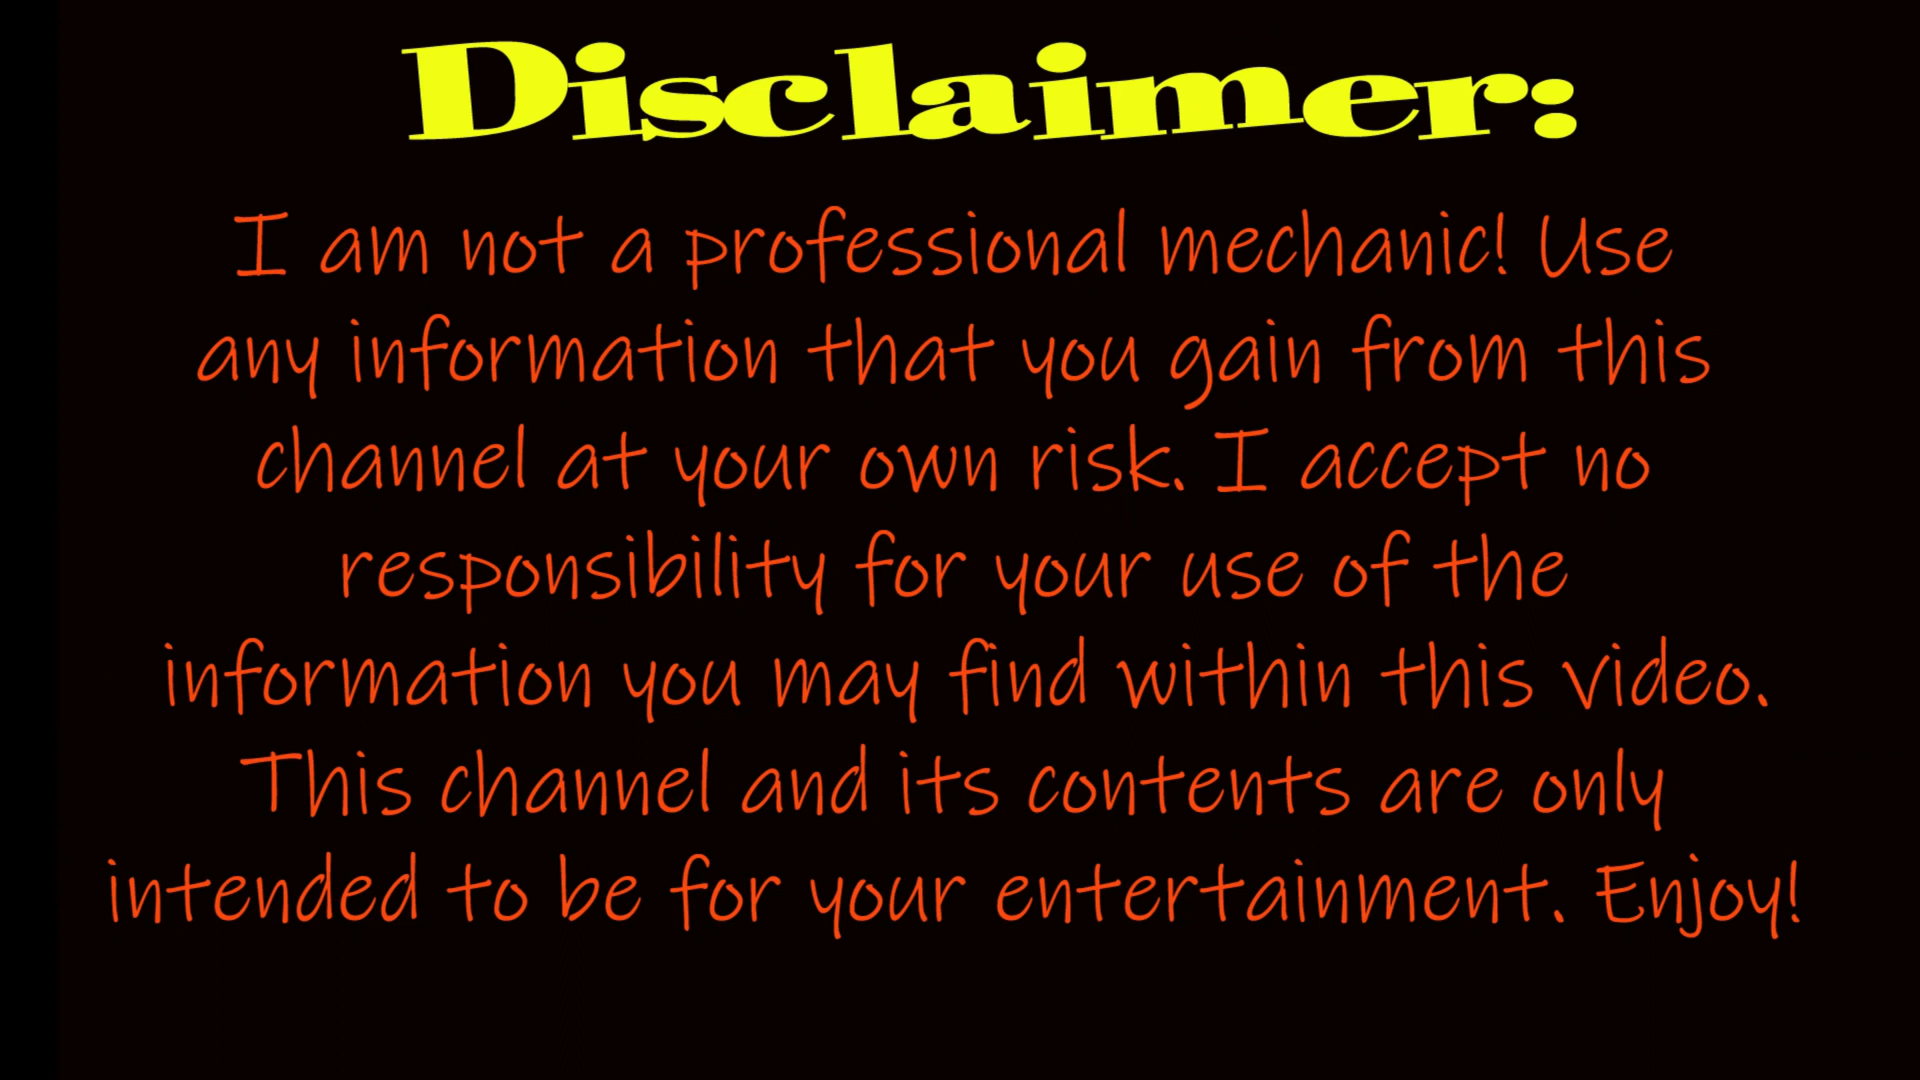 Disclaimer:
I am not a professional mechanic! Use
any information that you gain from this
channel at your own risk. I accept no
responsibility for your use of the
information you may find within this video.
This channel and its contents are only
intended to be for your entertainment. Enjoy!